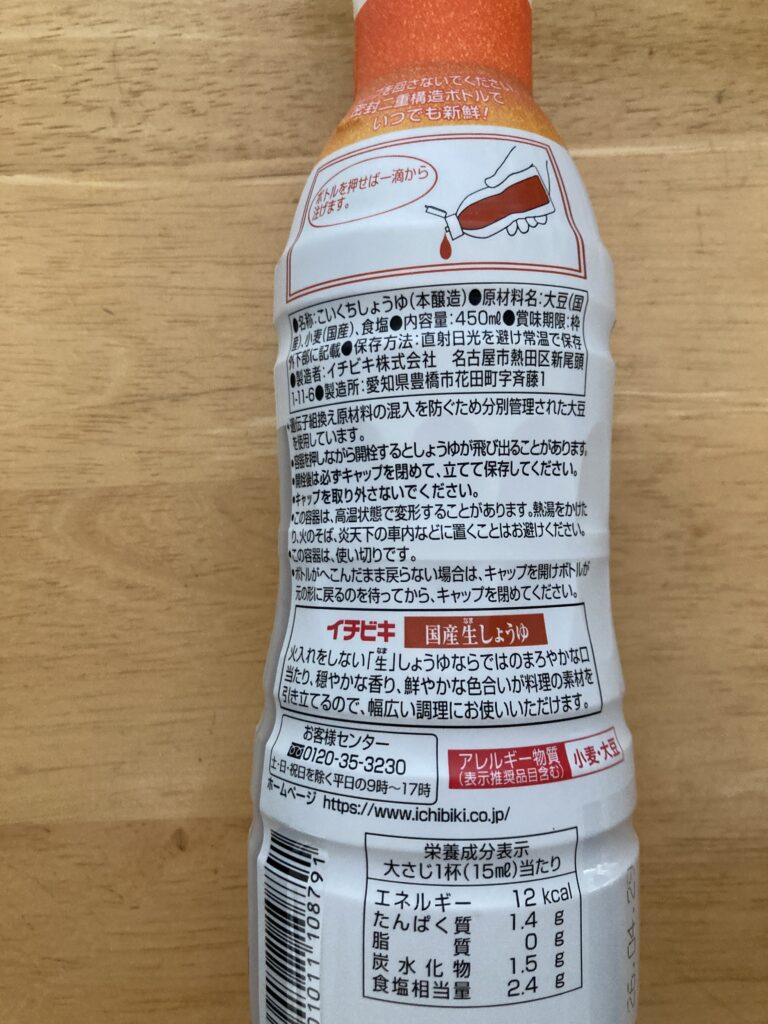 を回さないでください
密封二重構造ボトルで
いつでも新鮮!
ボトルを押せば一滴から
注げます。
●名称:こいくちしょうゆ(本醸造)●原材料名:大豆(国
産)、小麦(国産)、食塩●内容量:450㎖●賞味期限:枠
外下部に記載●保存方法:直射日光を避け常温で保存
●製造者:イチビキ株式会社 名古屋市熱田区新尾頭
1-11-6●製造所:愛知県豊橋市花田町字斉藤1
•遺伝子組換え原材料の混入を防ぐため分別管理された大豆
を使用しています。
•容器を押しながら開栓するとしょうゆが飛び出ることがあります。
•開栓後は必ずキャップを閉めて、立てて保存してください。
•キャップを取り外さないでください。
•この容器は、高温状態で変形することがあります。熱湯をかけた
り、火のそば、炎天下の車内などに置くことはお避けください。
•この容器は、使い切りです。
•ボトルがへこんだまま戻らない場合は、キャップを開けボトルが
元の形に戻るのを待ってから、キャップを閉めてください。
イチビキ 国産生しょうゆ
なま
火入れをしない「生」しょうゆならではのまろやかな口
なま
当たり、穏やかな香り、鮮やかな色合いが料理の素材を
引き立てるので、幅広い調理にお使いいただけます。
お客様センター
0120-35-3230
土・日・祝日を除く平日の9時〜17時
ホームページ https://www.ichibiki.co.jp/
アレルギー物質
(表示推奨品目含む)
小麦・大豆
栄養成分表示
大さじ1杯(15㎖)当たり
エネルギー 12 kcal
たんぱく質 1.4 g
脂質 0 g
炭水化物 1.5 g
食塩相当量 2.4 g
01011 108791